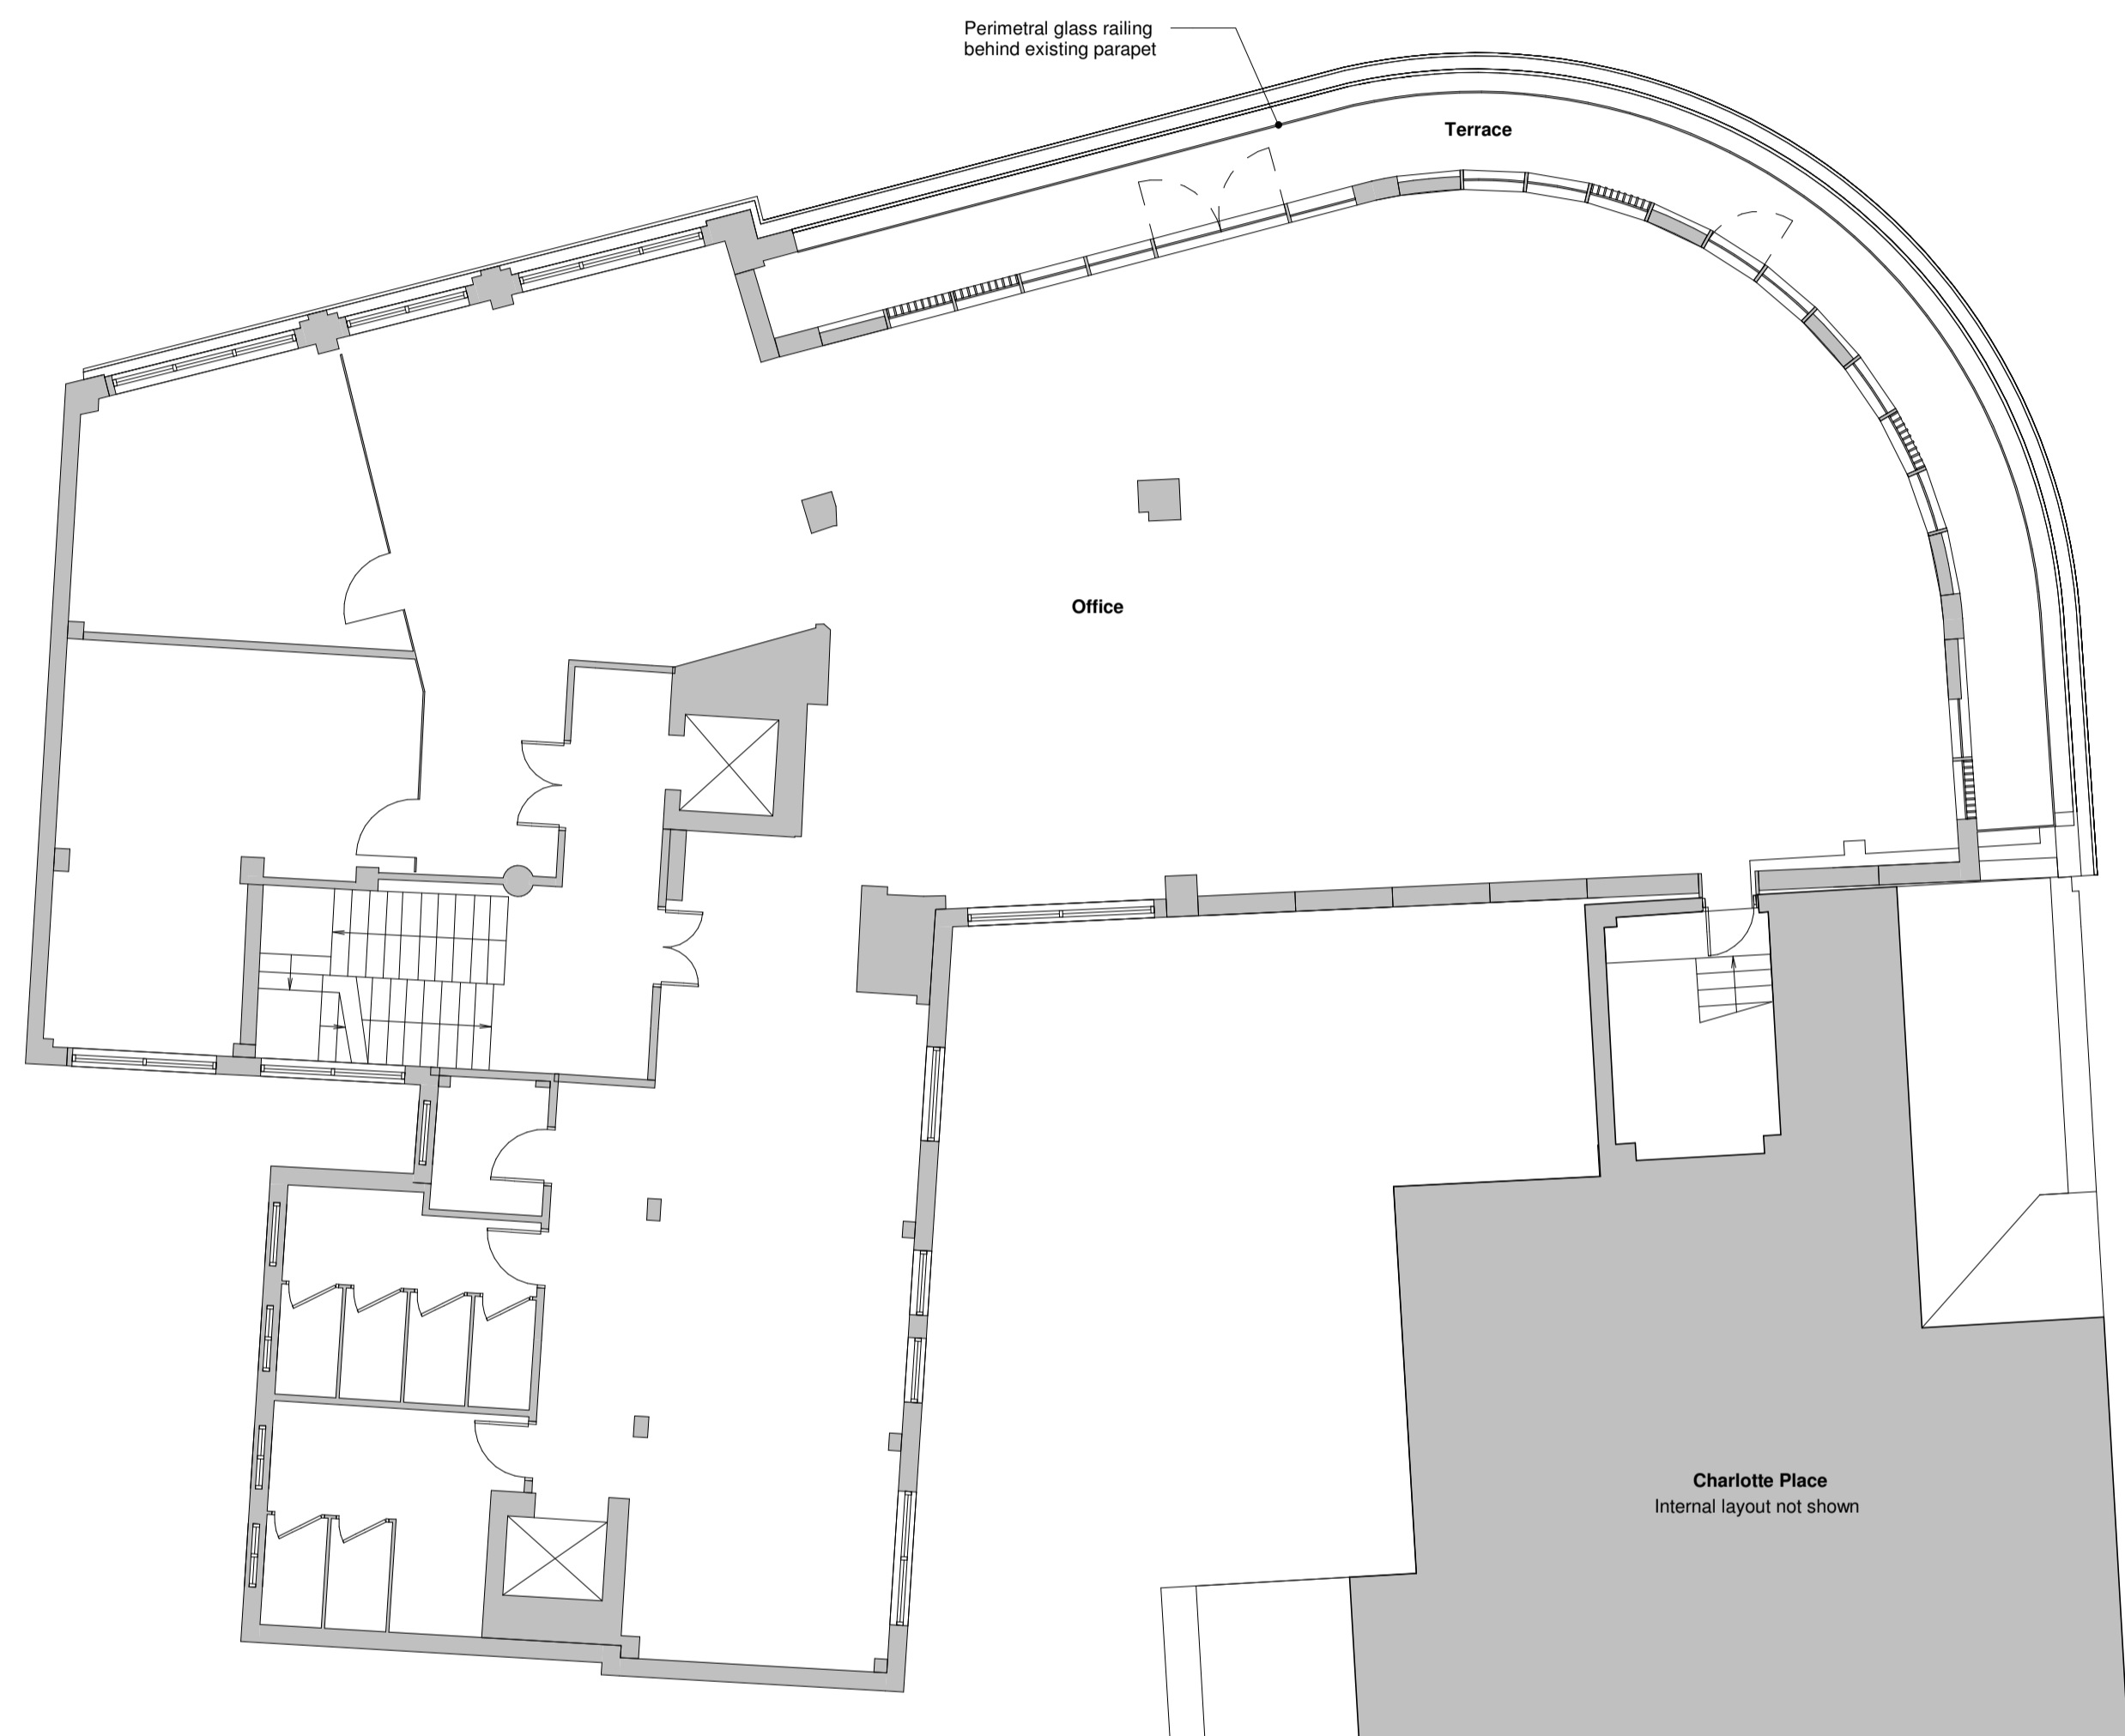 Perimetral glass railing
behind existing parapet
Terrace
Office
Charlotte Place
Internal layout not shown